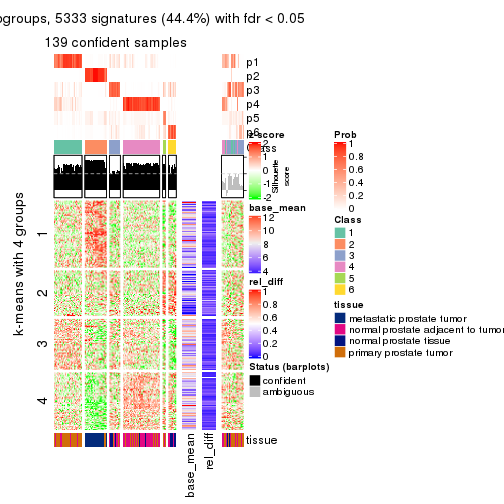 ogroups, 5333 signatures (44.4%) with fdr < 0.05
139 confident samples
p1
p2
p3
p4
p5
p6
Class
Silhouette
score
k-means with 4 groups
1
2
3
4
tissue
base_mean
rel_diff
z-score
2
1
0
-1
-2
base_mean
12
10
8
6
4
rel_diff
1
0.8
0.6
0.4
0.2
0
Status (barplots)
confident
ambiguous
Prob
1
0.8
0.6
0.4
0.2
0
Class
1
2
3
4
5
6
tissue
metastatic prostate tumor
normal prostate adjacent to tumor
normal prostate tissue
primary prostate tumor